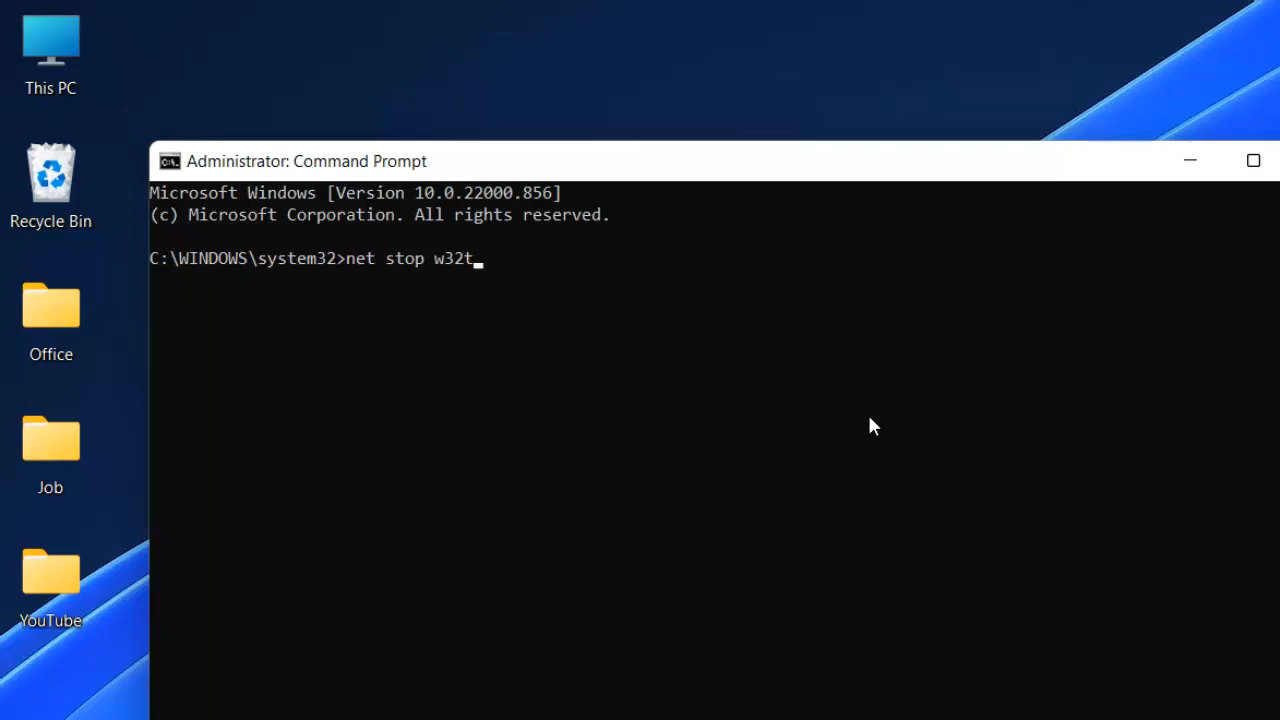 This PC
Recycle Bin
Office
Job
YouTube
Administrator: Command Prompt
Microsoft Windows [Version 10.0.22000.856]
(c) Microsoft Corporation. All rights reserved.
C:\WINDOWS\system32>net stop w32t